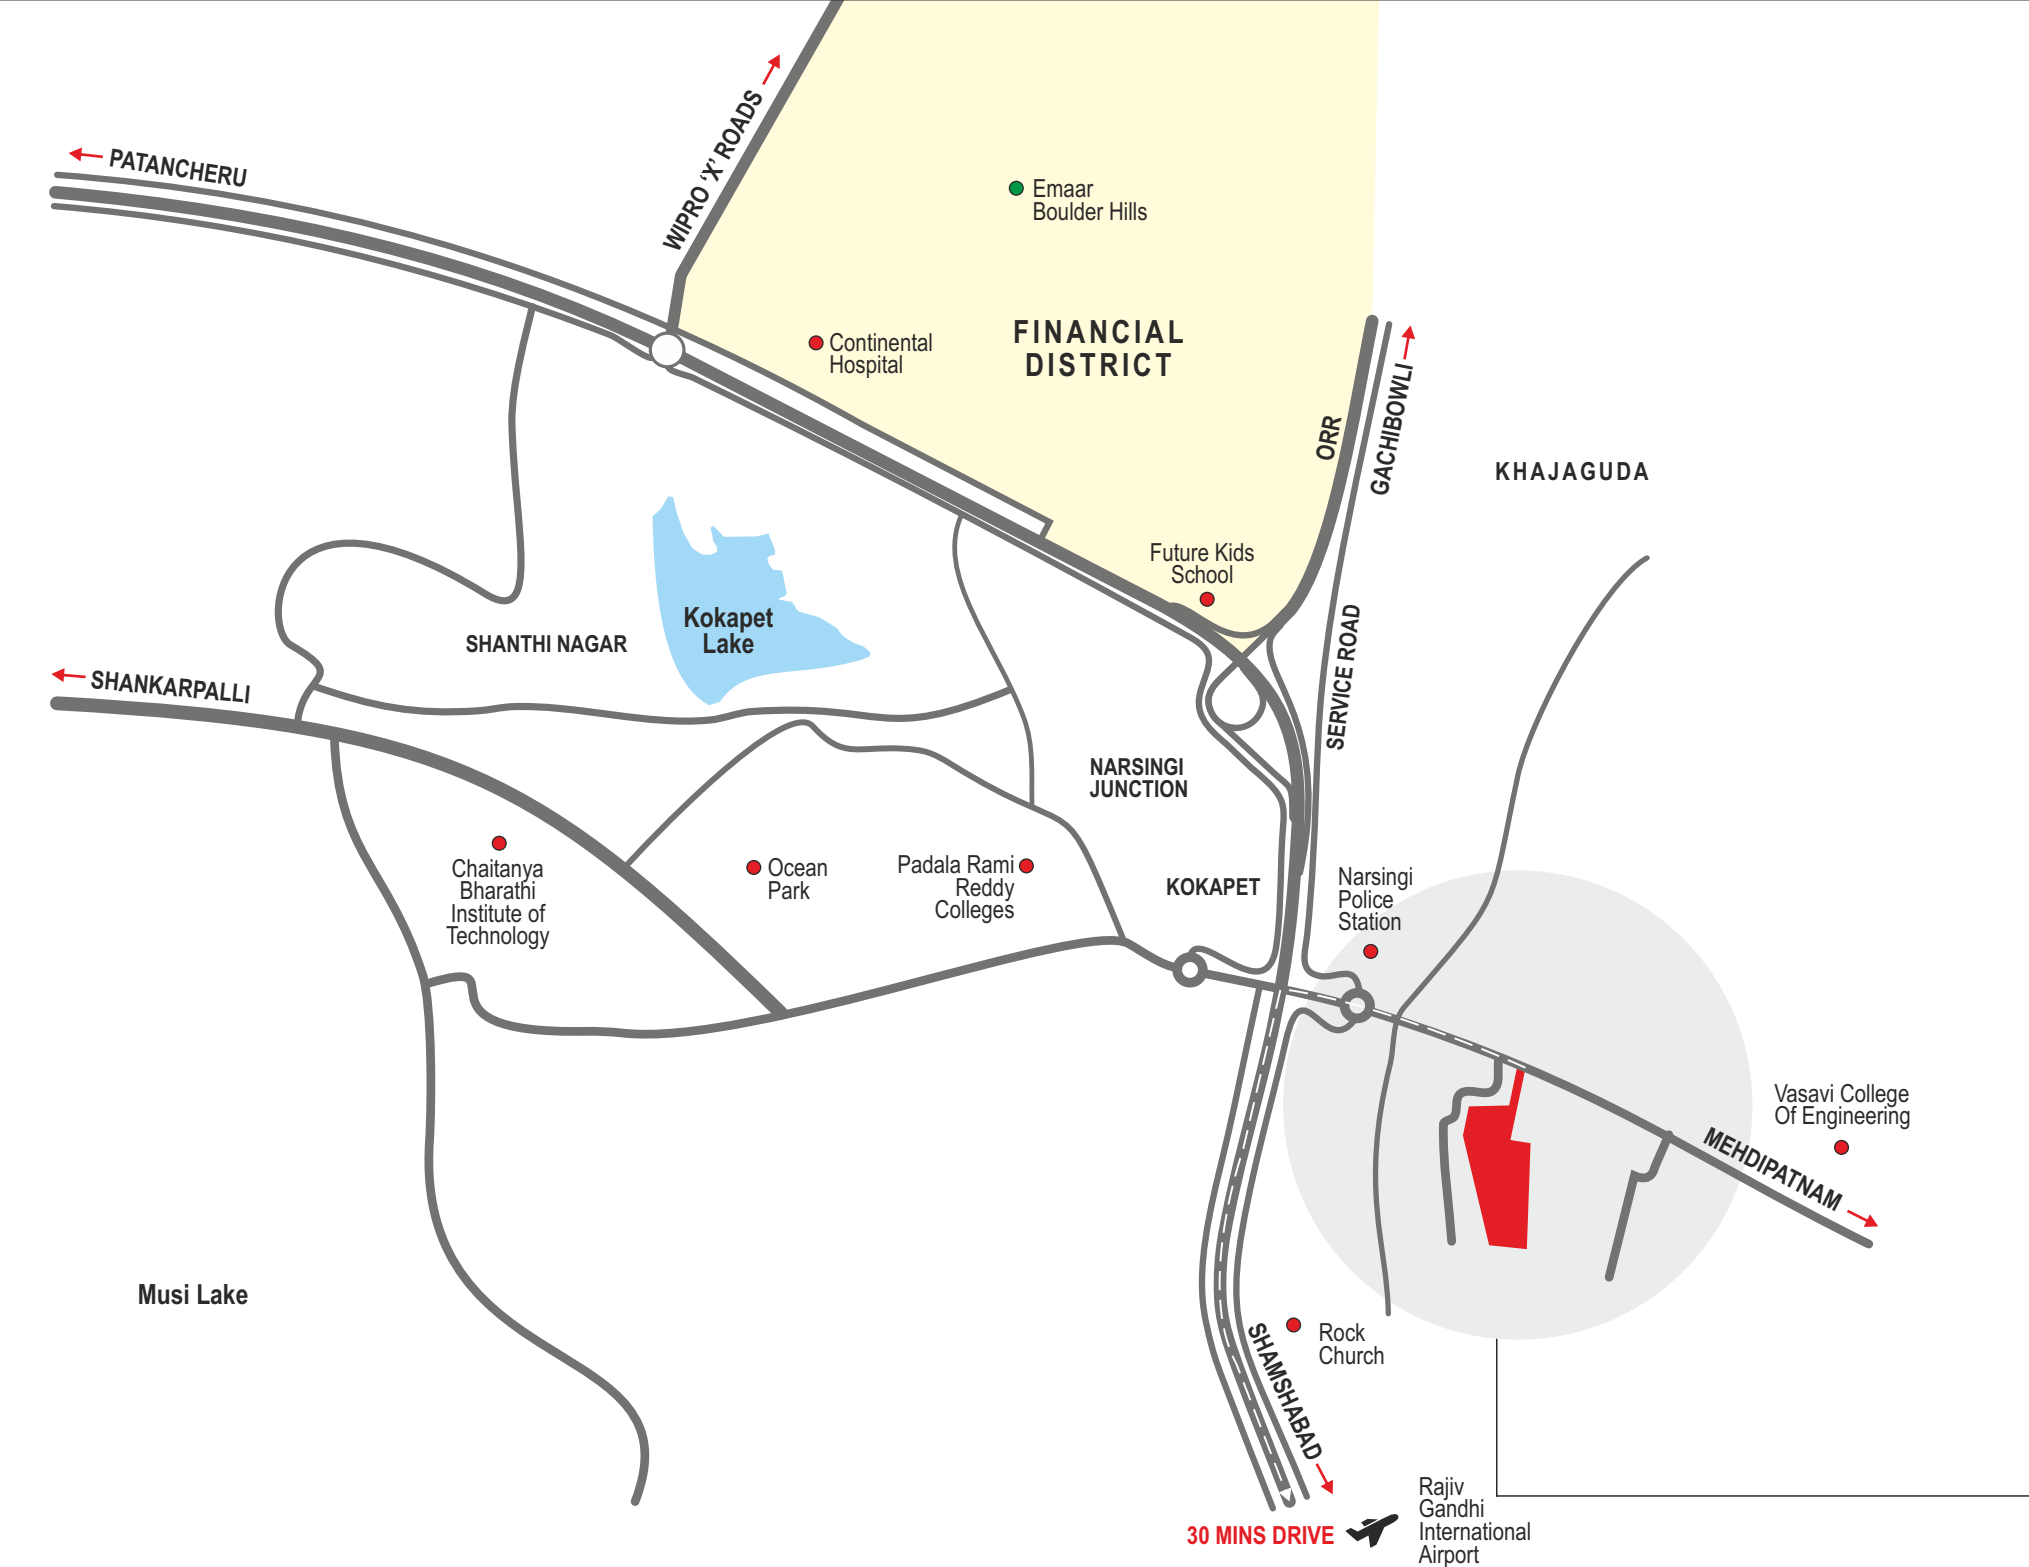 PATANCHERU
WIPRO ‘X’ ROADS
Emaar
Boulder Hills
Continental
Hospital
FINANCIAL
DISTRICT
ORR
GACHIBOWLI
KHAJAGUDA
Future Kids
School
Kokapet
Lake
SHANTHI NAGAR
SERVICE ROAD
SHANKARPALLI
NARSINGI
JUNCTION
Chaitanya
Bharathi
Institute of
Technology
Ocean
Park
Padala Rami
Reddy
Colleges
KOKAPET
Narsingi
Police
Station
Vasavi College
Of Engineering
MEHDIPATNAM
Musi Lake
Rock
Church
SHAMSHABAD
30 MINS DRIVE
Rajiv
Gandhi
International
Airport